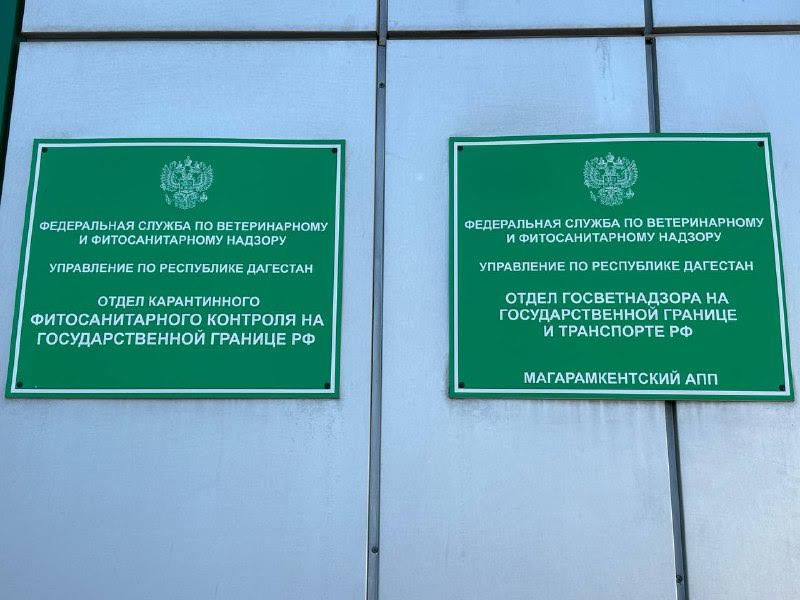 ФЕДЕРАЛЬНАЯ СЛУЖБА ПО ВЕТЕРИНАРНОМУ
И ФИТОСАНИТАРНОМУ НАДЗОРУ
УПРАВЛЕНИЕ ПО РЕСПУБЛИКЕ ДАГЕСТАН
ОТДЕЛ КАРАНТИННОГО
ФИТОСАНИТАРНОГО КОНТРОЛЯ НА
ГОСУДАРСТВЕННОЙ ГРАНИЦЕ РФ
ФЕДЕРАЛЬНАЯ СЛУЖБА ПО ВЕТЕРИНАРНОМУ
И ФИТОСАНИТАРНОМУ НАДЗОРУ
УПРАВЛЕНИЕ ПО РЕСПУБЛИКЕ ДАГЕСТАН
ОТДЕЛ ГОСВЕТНАДЗОРА НА
ГОСУДАРСТВЕННОЙ ГРАНИЦЕ
И ТРАНСПОРТЕ РФ
МАГАРАМКЕНТСКИЙ АПП